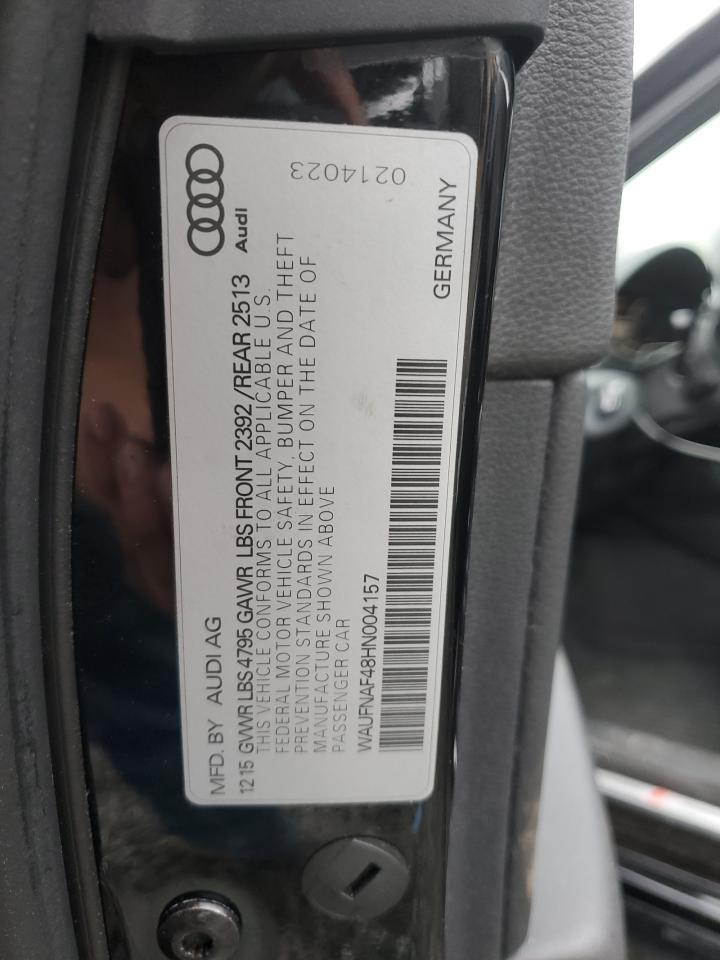 Audi
MFD. BY AUDI AG
12 15 GVWR LBS 4795 GAWR LBS FRONT 2392 /REAR 2513
THIS VEHICLE CONFORMS TO ALL APPLICABLE U.S.
FEDERAL MOTOR VEHICLE SAFETY, BUMPER AND THEFT
PREVENTION STANDARDS IN EFFECT ON THE DATE OF
MANUFACTURE SHOWN ABOVE
PASSENGER CAR
WAUFNAF48HN004157
GERMANY
0214023